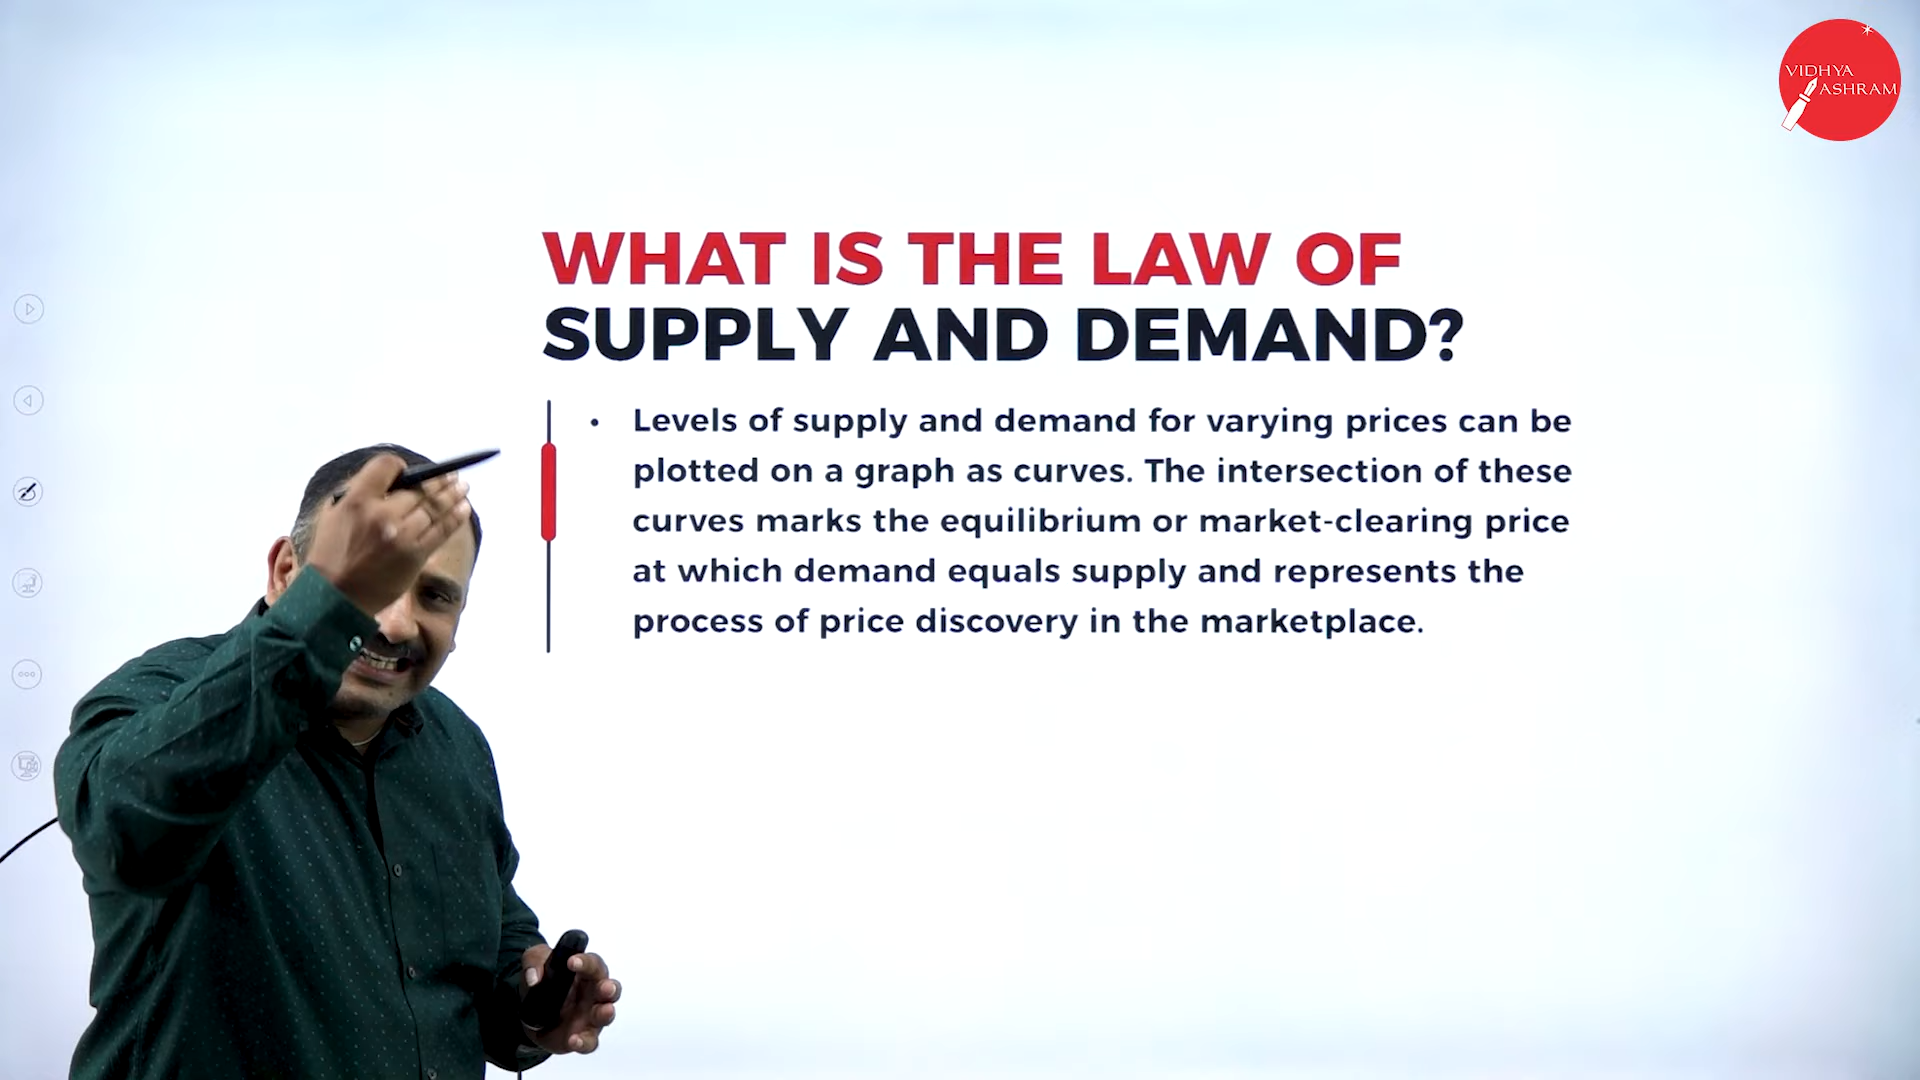 VIDHYA
ASHRAM
WHAT IS THE LAW OF
SUPPLY AND DEMAND?
• Levels of supply and demand for varying prices can be
plotted on a graph as curves. The intersection of these
curves marks the equilibrium or market-clearing price
at which demand equals supply and represents the
process of price discovery in the marketplace.